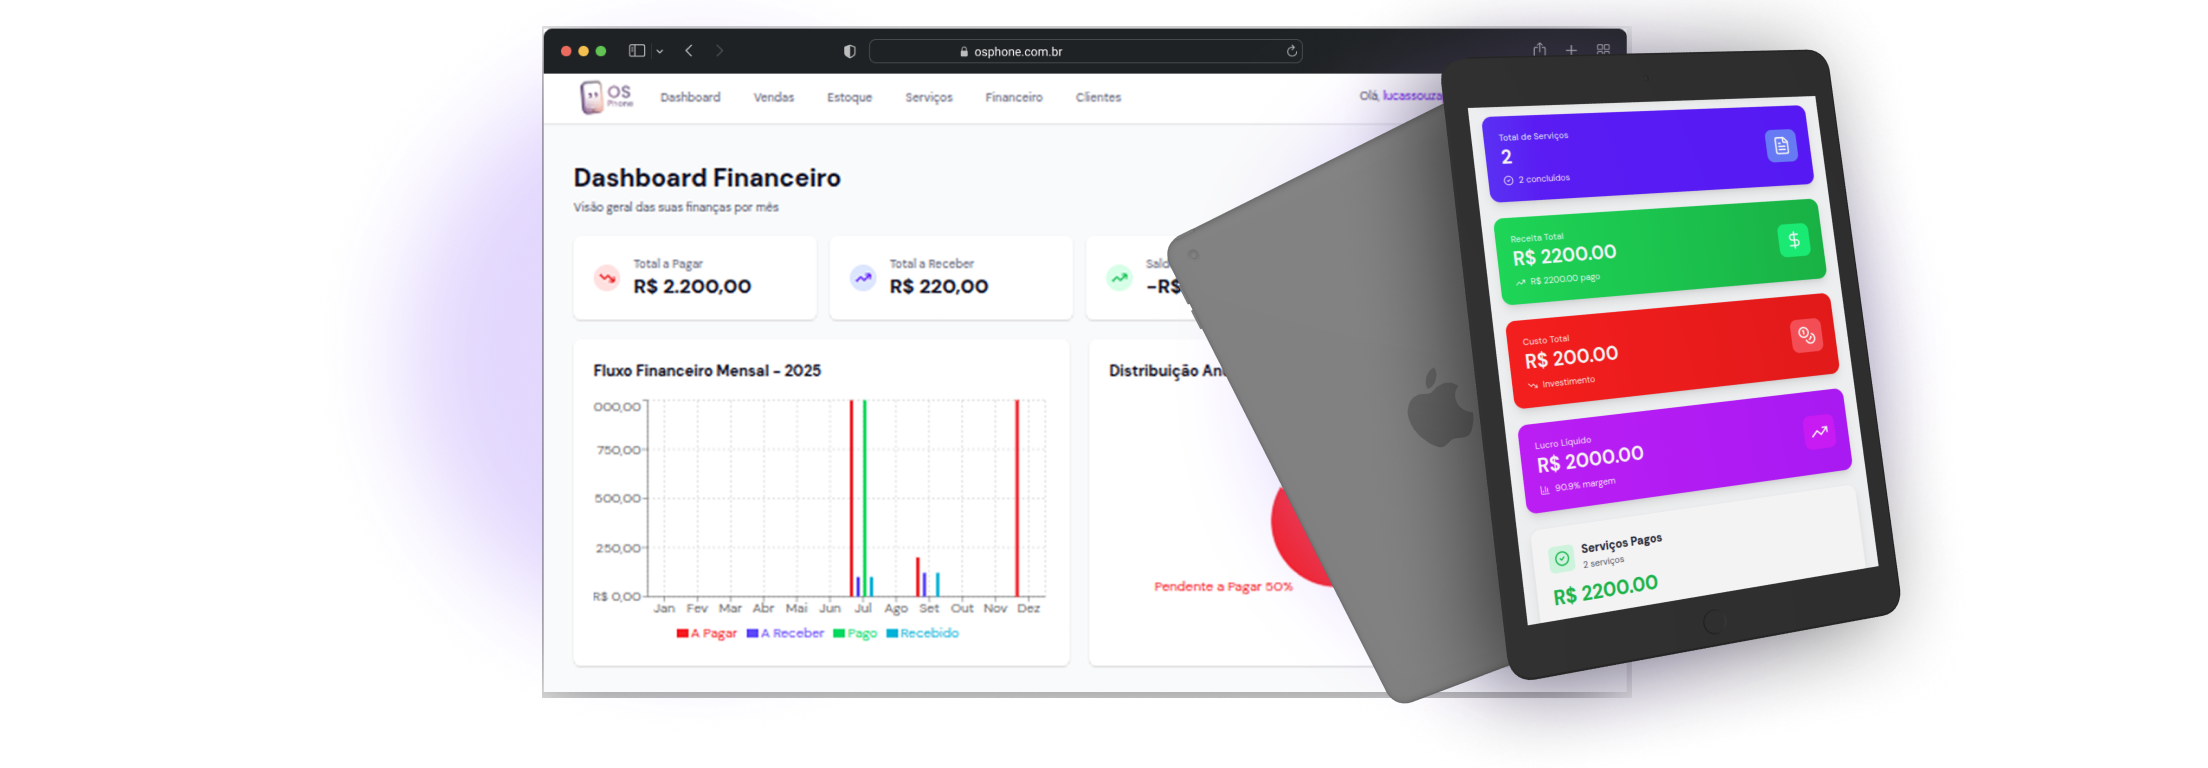 osphone.com.br
OS
Phone
Dashboard
Vendas
Estoque
Serviços
Financeiro
Clientes
Olá, lucassouza
Dashboard Financeiro
Visão geral das suas finanças por mês
Total a Pagar
R$ 2.200,00
Total a Receber
R$ 220,00
Sald
-R$
Fluxo Financeiro Mensal - 2025
000,00
750,00
500,00
250,00
R$ 0,00
Jan Fev Mar Abr Mai Jun Jul Ago Set Out Nov Dez
A Pagar A Receber Pago Recebido
Distribuição An
Pendente a Pagar 50%
Total de Serviços
2
2 concluídos
Receita Total
R$ 2200.00
R$ 2200.00 pago
Custo Total
R$ 200.00
Investimento
Lucro Líquido
R$ 2000.00
90.9% margem
Serviços Pagos
2 serviços
R$ 2200.00